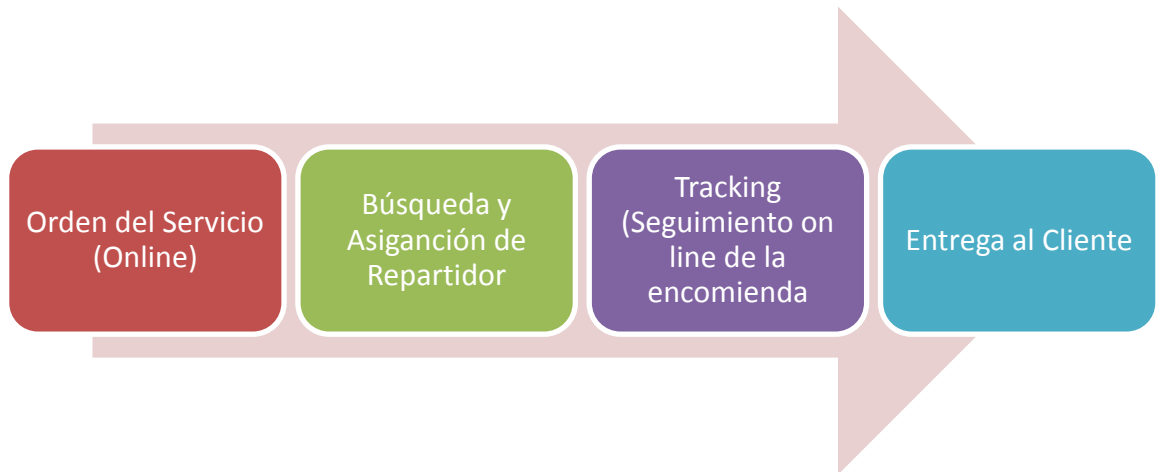 Orden del Servicio
(Online)
Búsqueda y
Asiganción de
Repartidor
Tracking
(Seguimiento on
line de la
encomienda
Entrega al Cliente